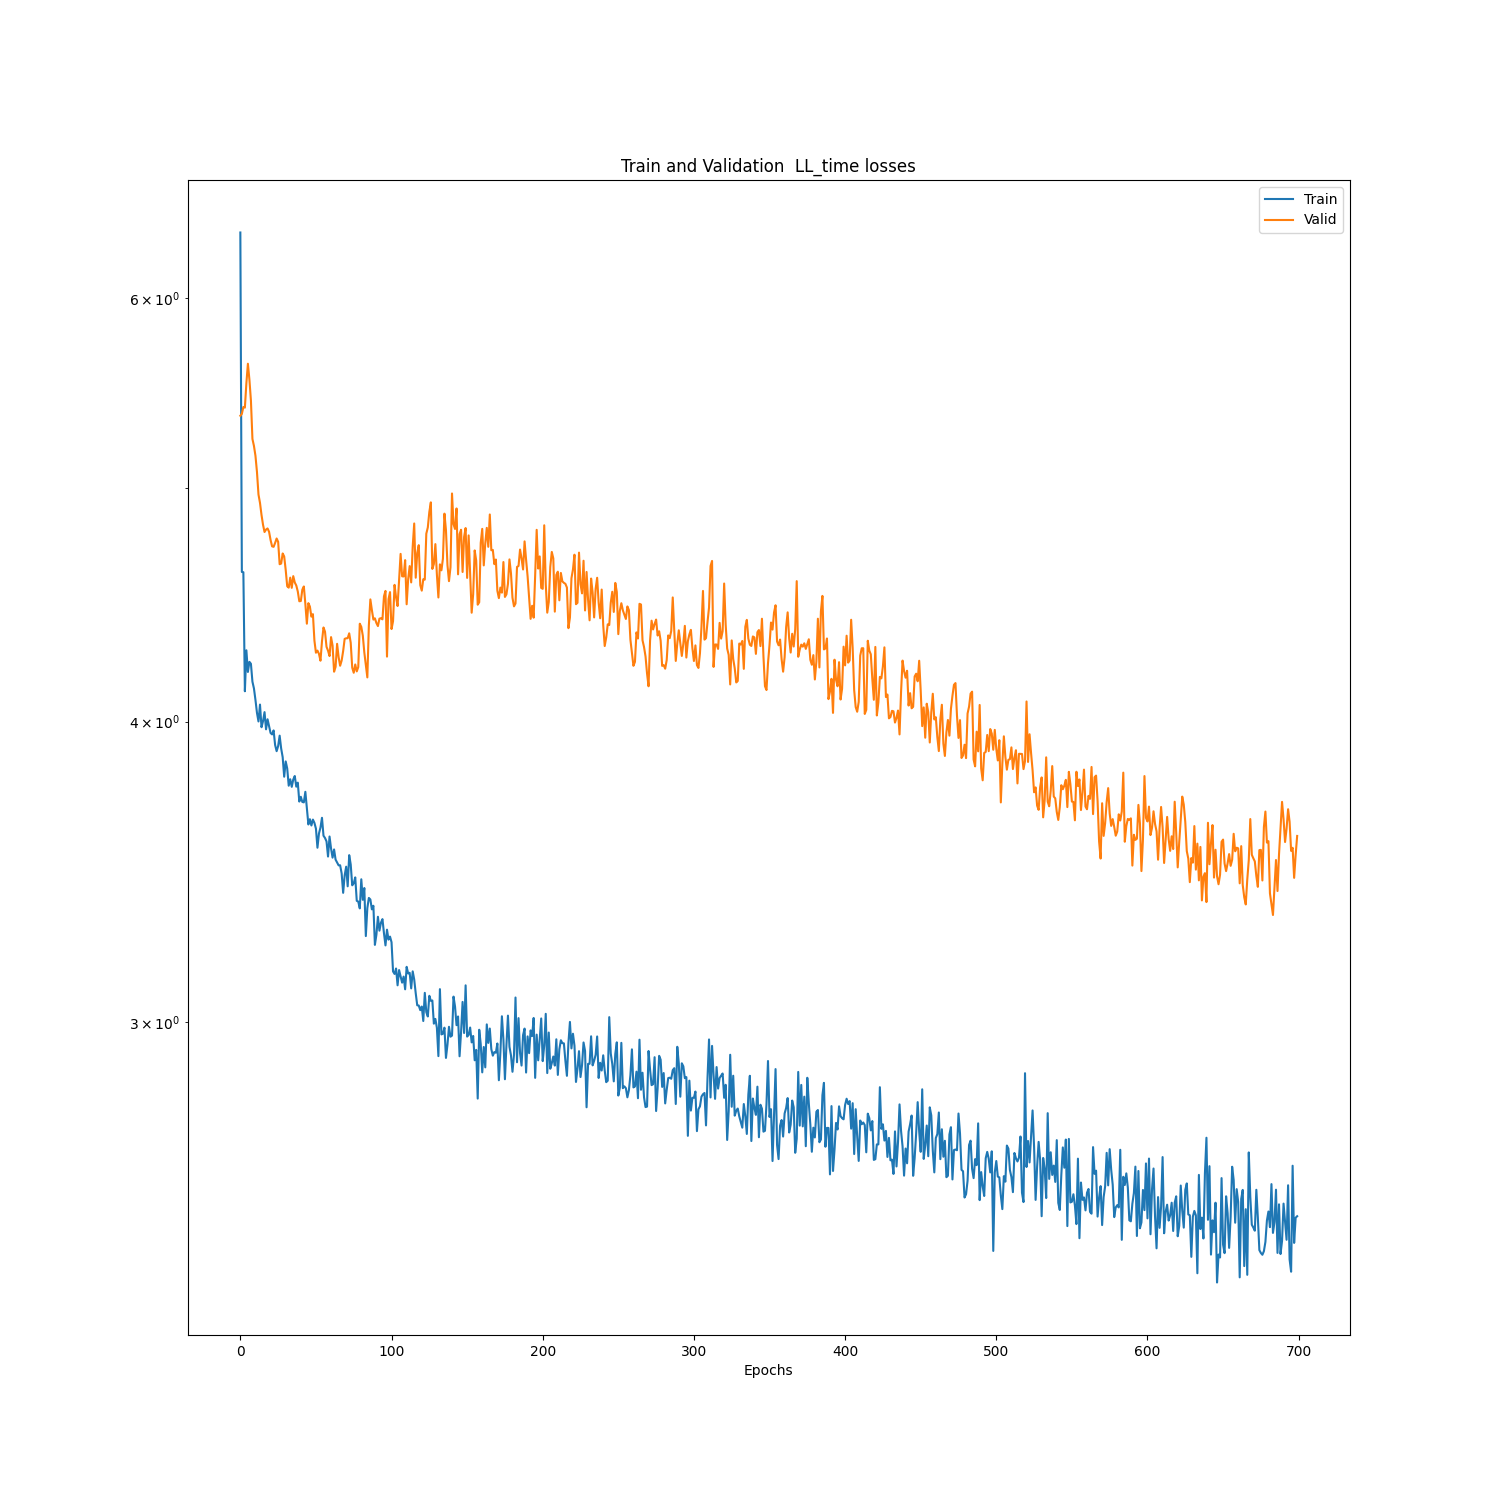 Train and Validation  LL_time losses
Train
Valid
6 × 10⁰
4 × 10⁰
3 × 10⁰
0 100 200 300 400 500 600 700
Epochs